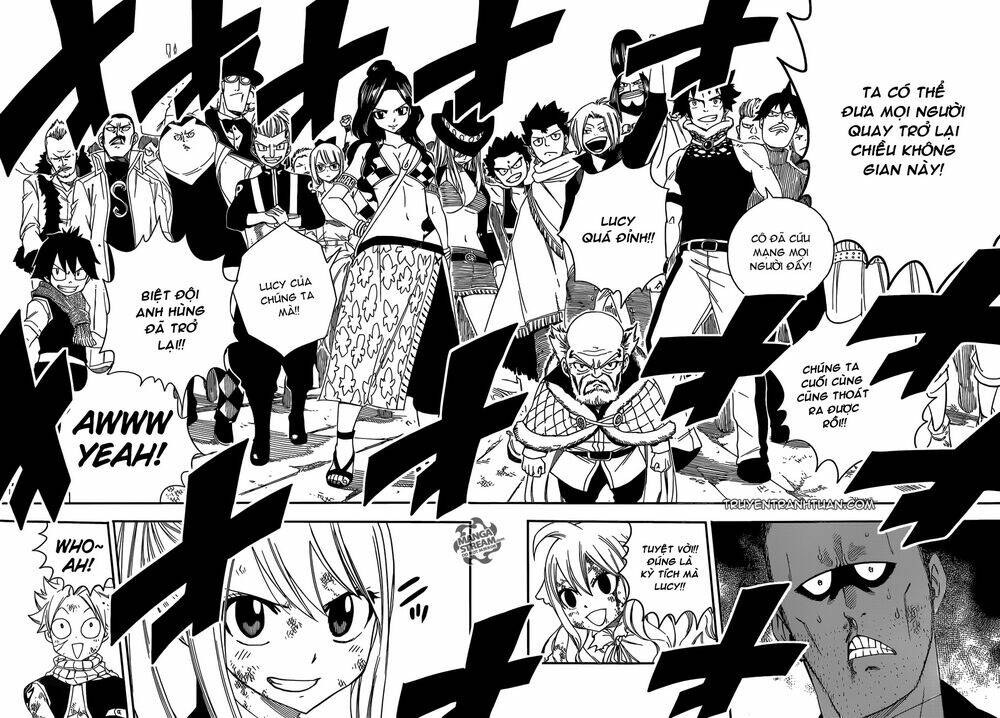 TA CÓ THỂ
ĐƯA MỌI NGƯỜI
QUAY TRỞ LẠI
CHIỀU KHÔNG
GIAN NÀY!
LUCY
QUÁ ĐỈNH!!
CÔ ĐÃ CỨU
MẠNG MỌI
NGƯỜI ĐẤY!
LUCY CỦA
CHÚNG TA
MÀ!!
BIỆT ĐỘI
ANH HÙNG
ĐÃ TRỞ
LẠI!!
CHÚNG TA
CUỐI CÙNG
CŨNG THOÁT
RA ĐƯỢC
RỒI!!
AWWW
YEAH!
TRUYENTRANHTUAN.COM
WHO~
AH!
MANGA
STREAM
TUYỆT VỜI!!
ĐÚNG LÀ
KỲ TÍCH MÀ
LUCY!!